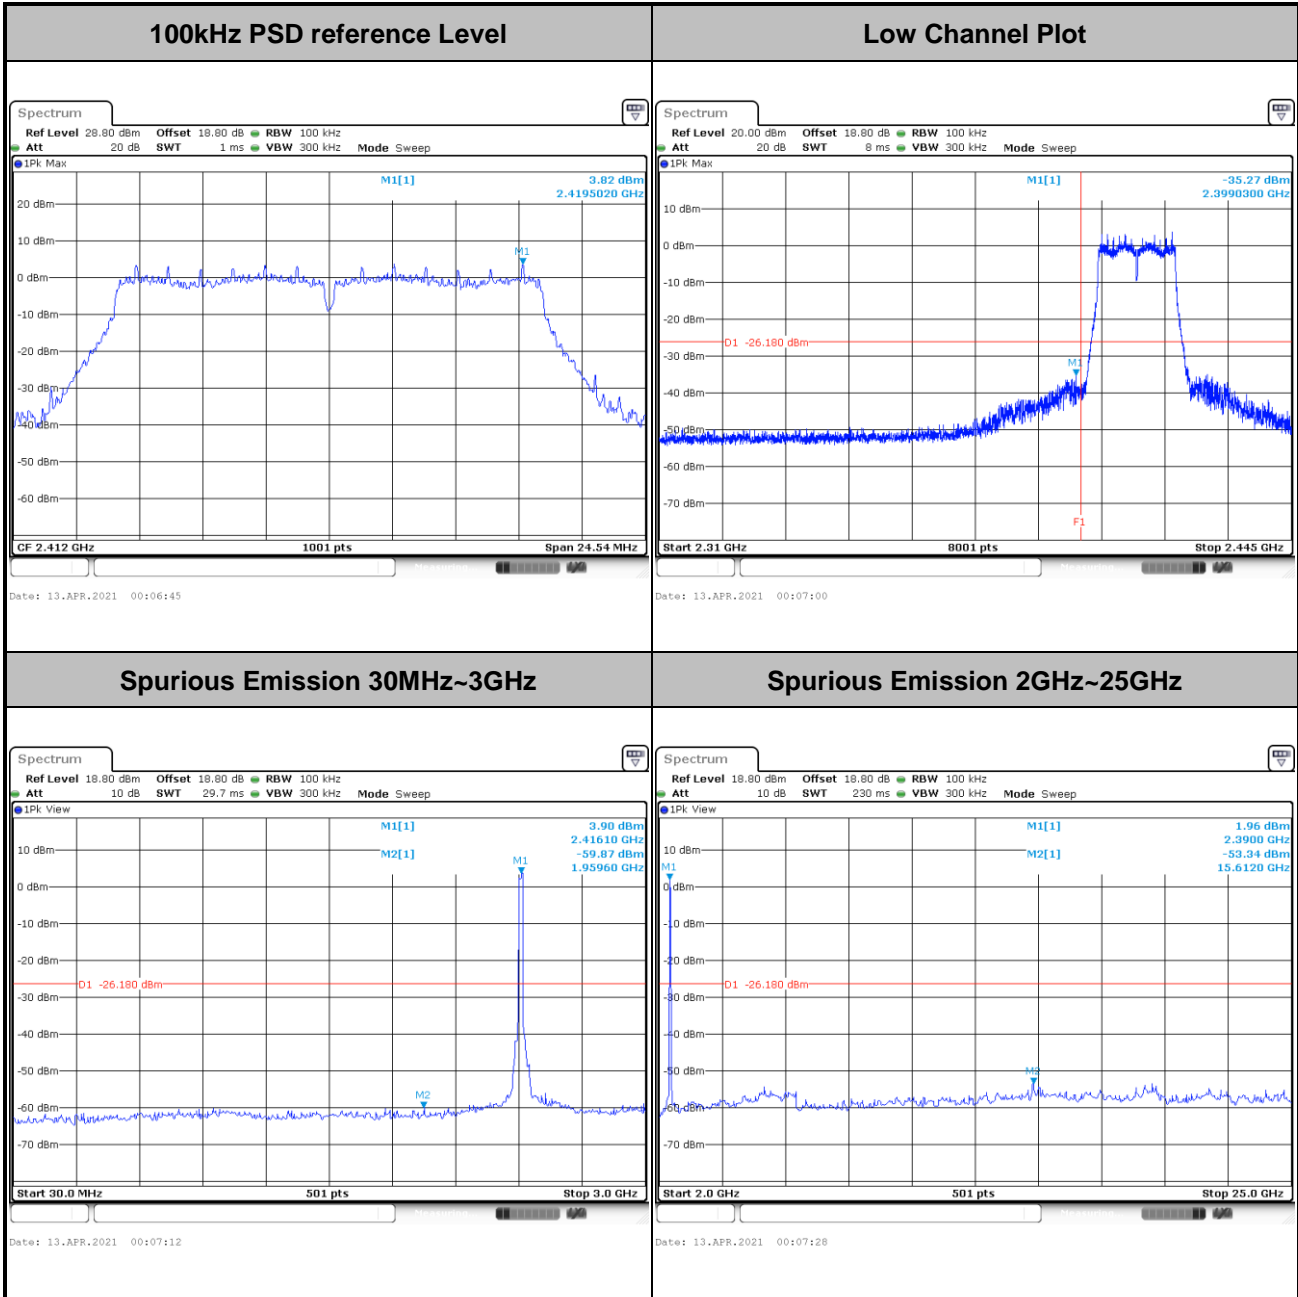 100kHz PSD reference Level
Low Channel Plot
Spectrum
Ref Level 28.80 dBm Offset 18.80 dB RBW 100 kHz
Att 20 dB SWT 1 ms VBW 300 kHz Mode Sweep
1Pk Max
M1[1] 3.82 dBm
2.4195020 GHz
20 dBm
10 dBm
M1
0 dBm
-10 dBm
-20 dBm
-30 dBm
-40 dBm
-50 dBm
-60 dBm
CF 2.412 GHz 1001 pts Span 24.54 MHz
Measuring...
Date: 13.APR.2021 00:06:45
Spectrum
Ref Level 20.00 dBm Offset 18.80 dB RBW 100 kHz
Att 20 dB SWT 8 ms VBW 300 kHz Mode Sweep
1Pk Max
M1[1] -35.27 dBm
2.3990300 GHz
10 dBm
0 dBm
-10 dBm
-20 dBm
D1 -26.180 dBm
-30 dBm
M1
-40 dBm
-50 dBm
-60 dBm
-70 dBm
F1
Start 2.31 GHz 8001 pts Stop 2.445 GHz
Measuring...
Date: 13.APR.2021 00:07:00
Spurious Emission 30MHz~3GHz
Spurious Emission 2GHz~25GHz
Spectrum
Ref Level 18.80 dBm Offset 18.80 dB RBW 100 kHz
Att 10 dB SWT 29.7 ms VBW 300 kHz Mode Sweep
1Pk View
M1[1] 3.90 dBm
2.41610 GHz
M2[1] -59.87 dBm
1.95960 GHz
10 dBm
M1
0 dBm
-10 dBm
-20 dBm
D1 -26.180 dBm
-30 dBm
-40 dBm
-50 dBm
M2
-60 dBm
-70 dBm
Start 30.0 MHz 501 pts Stop 3.0 GHz
Measuring...
Date: 13.APR.2021 00:07:12
Spectrum
Ref Level 18.80 dBm Offset 18.80 dB RBW 100 kHz
Att 10 dB SWT 230 ms VBW 300 kHz Mode Sweep
1Pk View
M1[1] 1.96 dBm
2.3900 GHz
M2[1] -53.34 dBm
15.6120 GHz
10 dBm
M1
0 dBm
-10 dBm
-20 dBm
D1 -26.180 dBm
-30 dBm
-40 dBm
-50 dBm
M2
-60 dBm
-70 dBm
Start 2.0 GHz 501 pts Stop 25.0 GHz
Measuring...
Date: 13.APR.2021 00:07:28